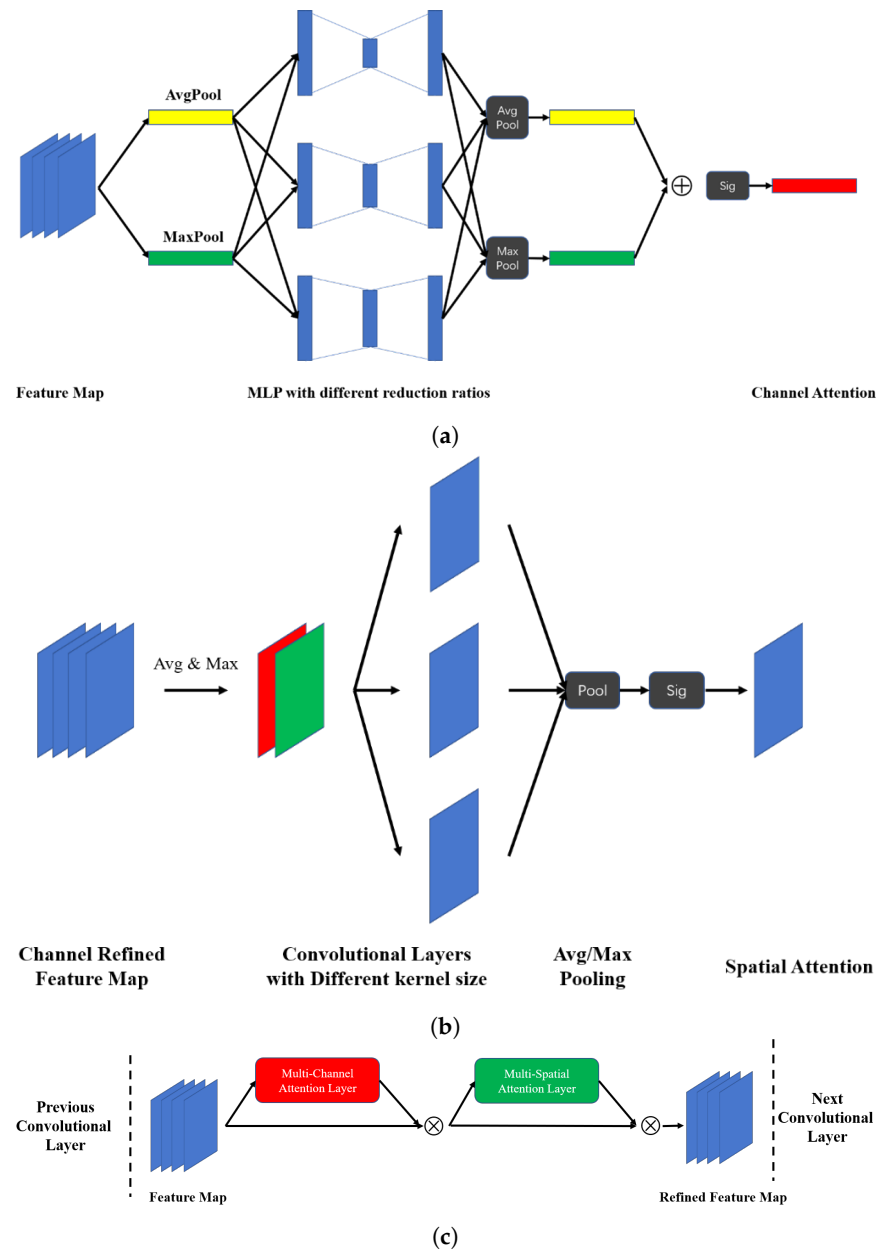 AvgPool
Avg
Pool
Sig
MaxPool
Max
Pool
Feature Map
MLP with different reduction ratios
Channel Attention
(a)
Avg & Max
Pool
Sig
Channel Refined
Feature Map
Convolutional Layers
with Different kernel size
Avg/Max
Pooling
Spatial Attention
(b)
Previous
Convolutional
Layer
Multi-Channel
Attention Layer
Multi-Spatial
Attention Layer
Next
Convolutional
Layer
Feature Map
Refined Feature Map
(c)